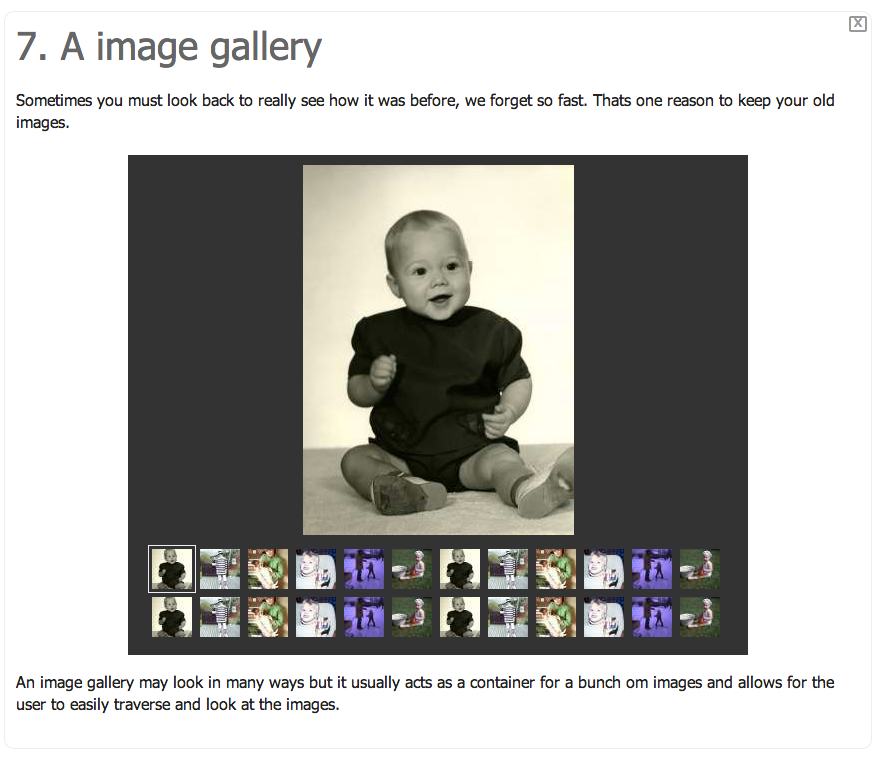 X
7. A image gallery
Sometimes you must look back to really see how it was before, we forget so fast. Thats one reason to keep your old
images.
An image gallery may look in many ways but it usually acts as a container for a bunch om images and allows for the
user to easily traverse and look at the images.